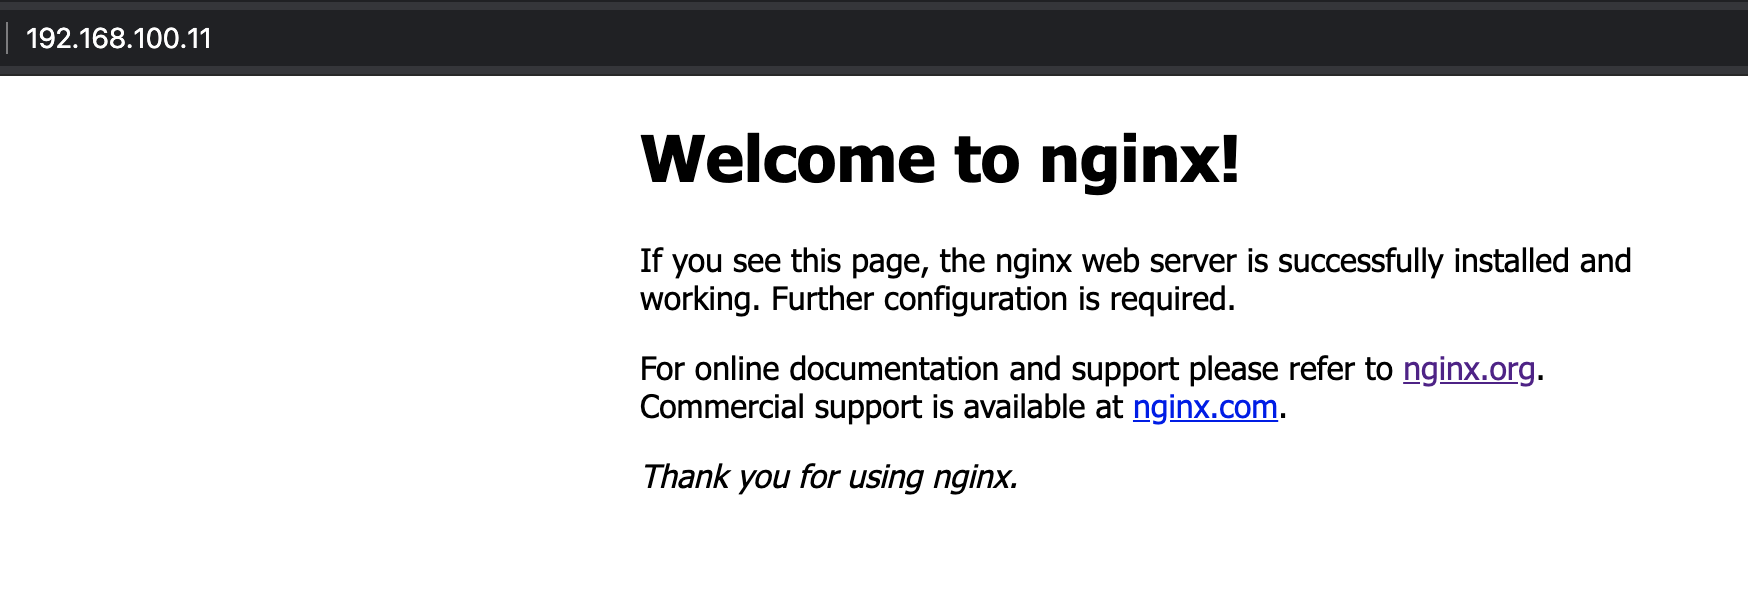 192.168.100.11
Welcome to nginx!
If you see this page, the nginx web server is successfully installed and
working. Further configuration is required.
For online documentation and support please refer to nginx.org.
Commercial support is available at nginx.com.
Thank you for using nginx.